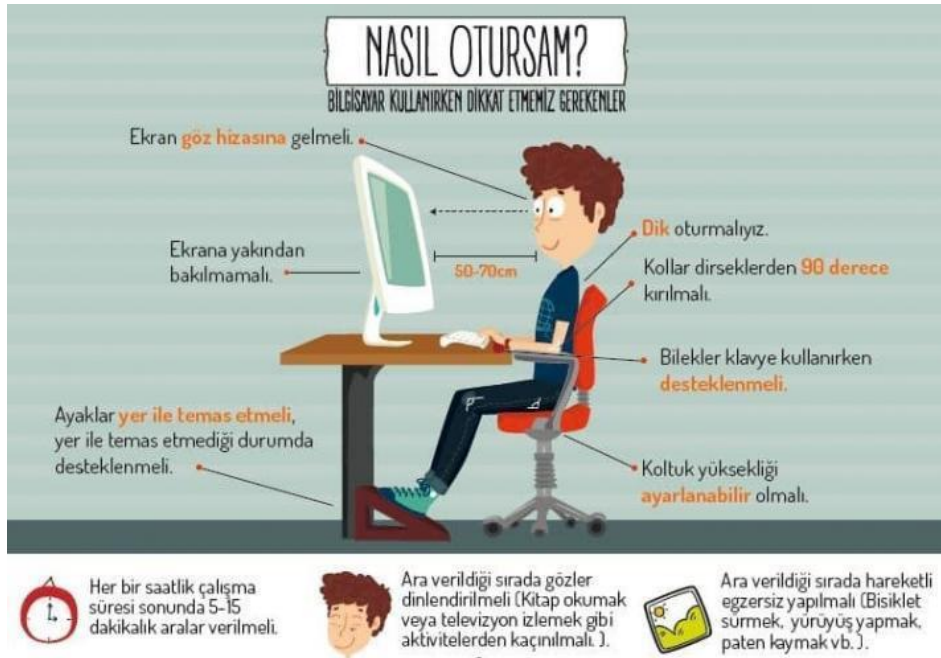 NASIL OTURSAM?
BİLGİSAYAR KULLANIRKEN DİKKAT ETMEMİZ GEREKENLER
Ekran göz hizasına gelmeli.
Ekrana yakından
bakılmamalı.
50-70cm
Dik oturmalıyız.
Kollar dirseklerden 90 derece
kırılmalı.
Bilekler klavye kullanırken
desteklenmeli.
Ayaklar yer ile temas etmeli,
yer ile temas etmediği durumda
desteklenmeli.
Koltuk yüksekliği
ayarlanabilir olmalı.
Her bir saatlik çalışma
süresi sonunda 5-15
dakikalık aralar verilmeli.
Ara verildiği sırada gözler
dinlendirilmeli (Kitap okumak
veya televizyon izlemek gibi
aktivitelerden kaçınılmalı. ).
Ara verildiği sırada hareketli
egzersiz yapılmalı (Bisiklet
sürmek, yürüyüş yapmak,
paten kaymak vb. ).